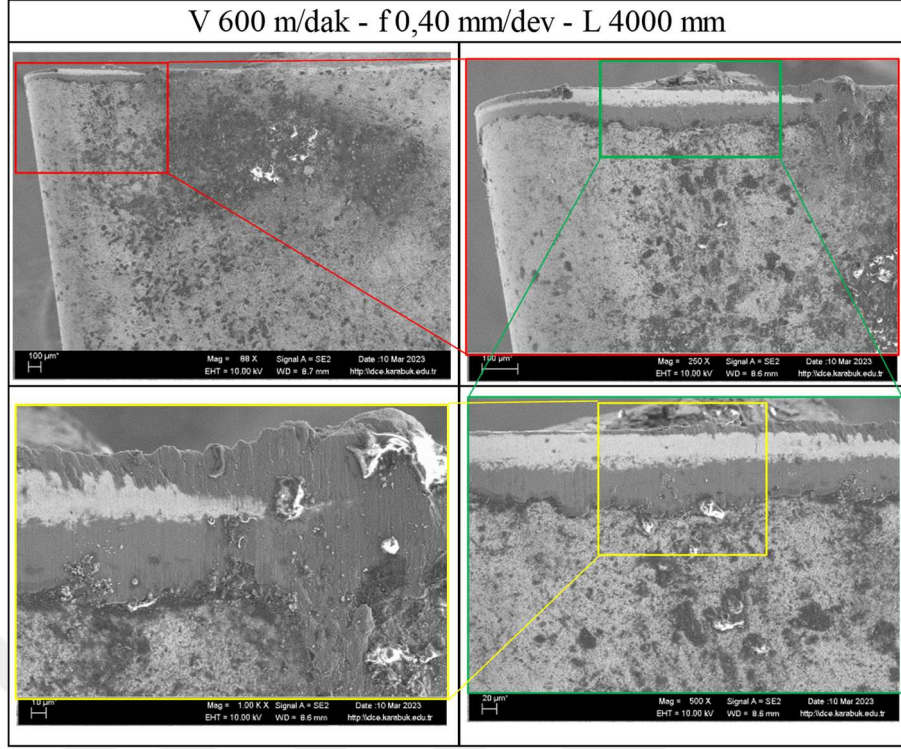 V 600 m/dak - f 0,40 mm/dev - L 4000 mm
100 µm*
Mag = 88 X Signal A = SE2 Date :10 Mar 2023
EHT = 10.00 kV WD = 8.7 mm http://idce.karabuk.edu.tr
100 µm*
Mag = 250 X Signal A = SE2 Date :10 Mar 2023
EHT = 10.00 kV WD = 8.6 mm http://idce.karabuk.edu.tr
10 µm*
Mag = 1.00 K X Signal A = SE2 Date :10 Mar 2023
EHT = 10.00 kV WD = 8.6 mm http://idce.karabuk.edu.tr
20 µm*
Mag = 500 X Signal A = SE2 Date :10 Mar 2023
EHT = 10.00 kV WD = 8.6 mm http://idce.karabuk.edu.tr